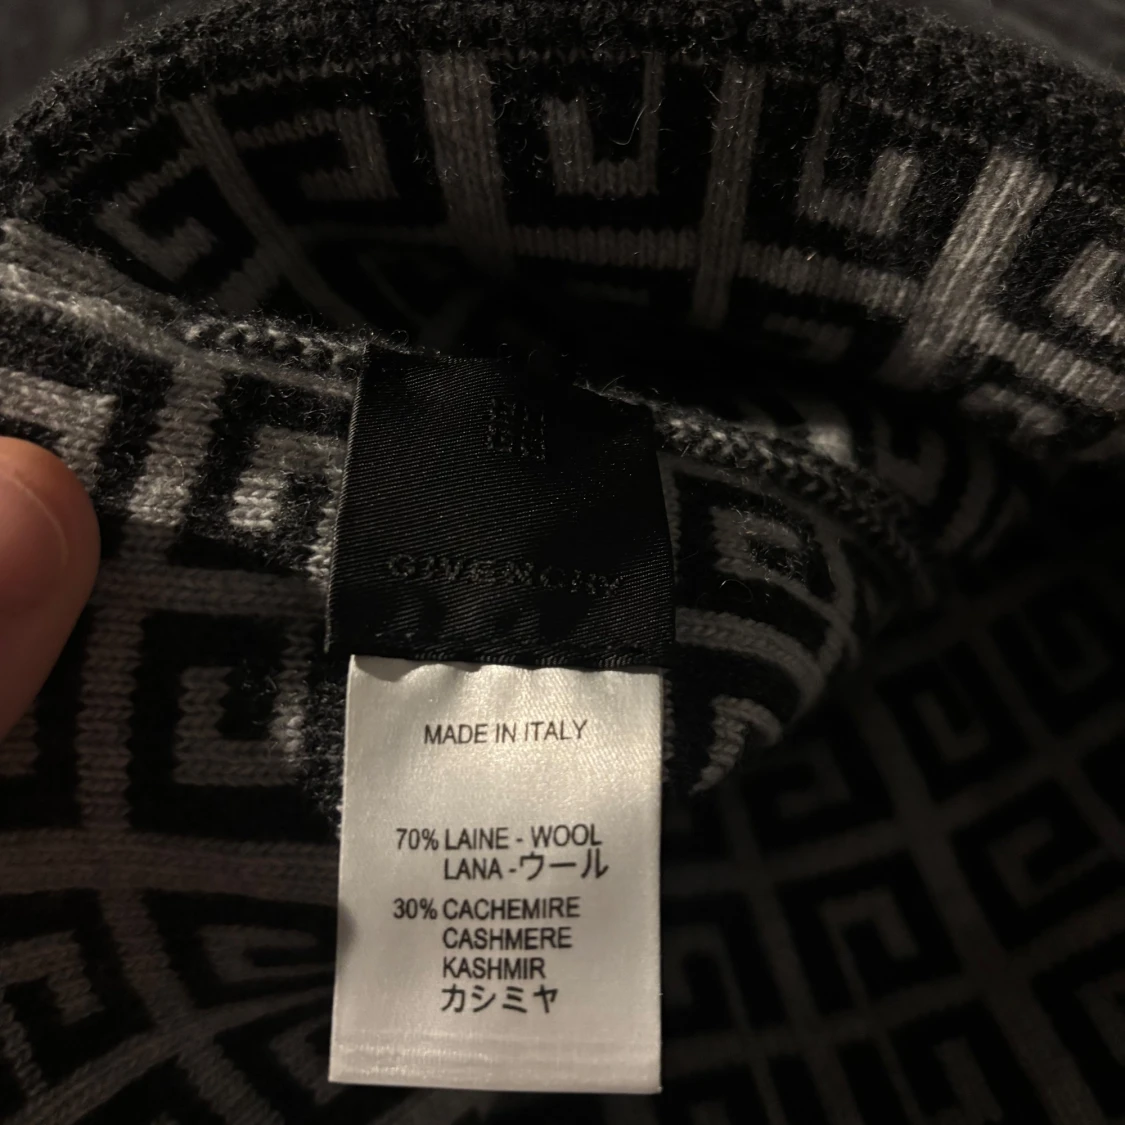 GIVENCHY
MADE IN ITALY
70% LAINE - WOOL
LANA - ウール
30% CACHEMIRE
CASHMERE
KASHMIR
カシミヤ